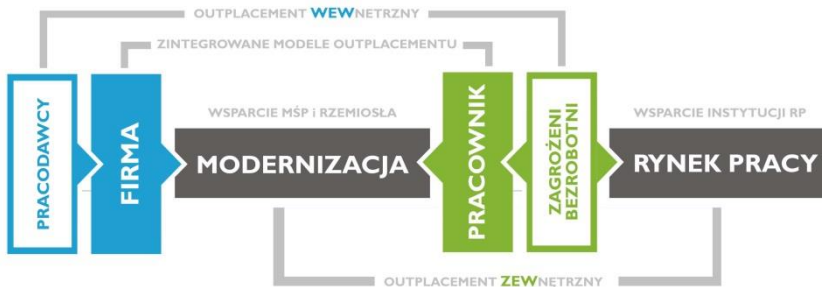 OUTPLACEMENT WEWNETRZNY
ZINTEGROWANE MODELE OUTPLACEMENTU
PRACODAWCY
FIRMA
WSPARCIE MŚP i RZEMIOSŁA
MODERNIZACJA
PRACOWNIK
ZAGROŻENI
BEZROBOTNI
WSPARCIE INSTYTUCJI RP
RYNEK PRACY
OUTPLACEMENT ZEWNETRZNY